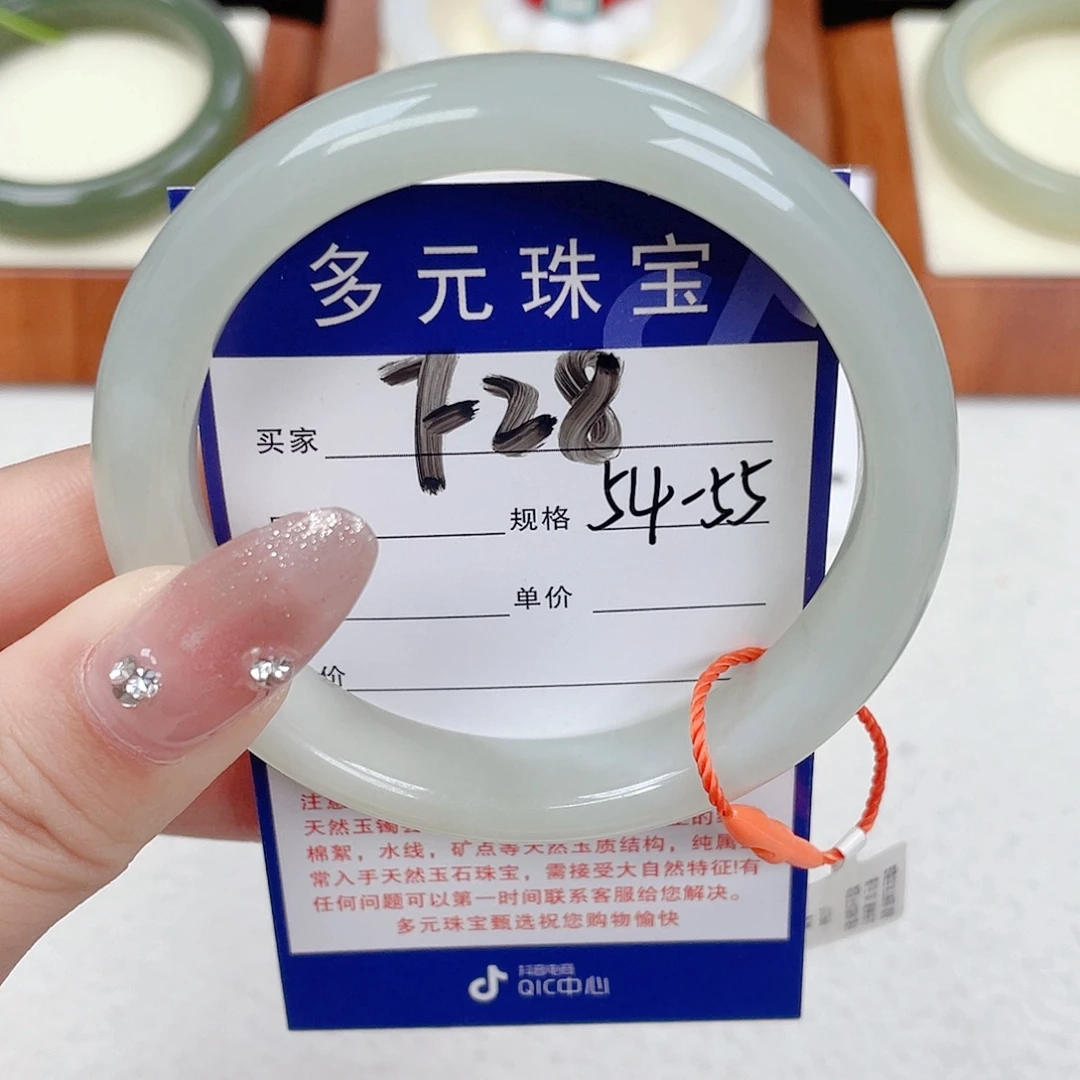 多元珠宝
买家 7-28
规格 54-55
单价
价
注意
天然玉镯
棉絮，水线，矿点等天然玉质结构，纯属
常入手天然玉石珠宝，需接受大自然特征!有
任何问题可以第一时间联系客服给您解决。
多元珠宝甄选祝您购物愉快
抖音电商
QIC中心